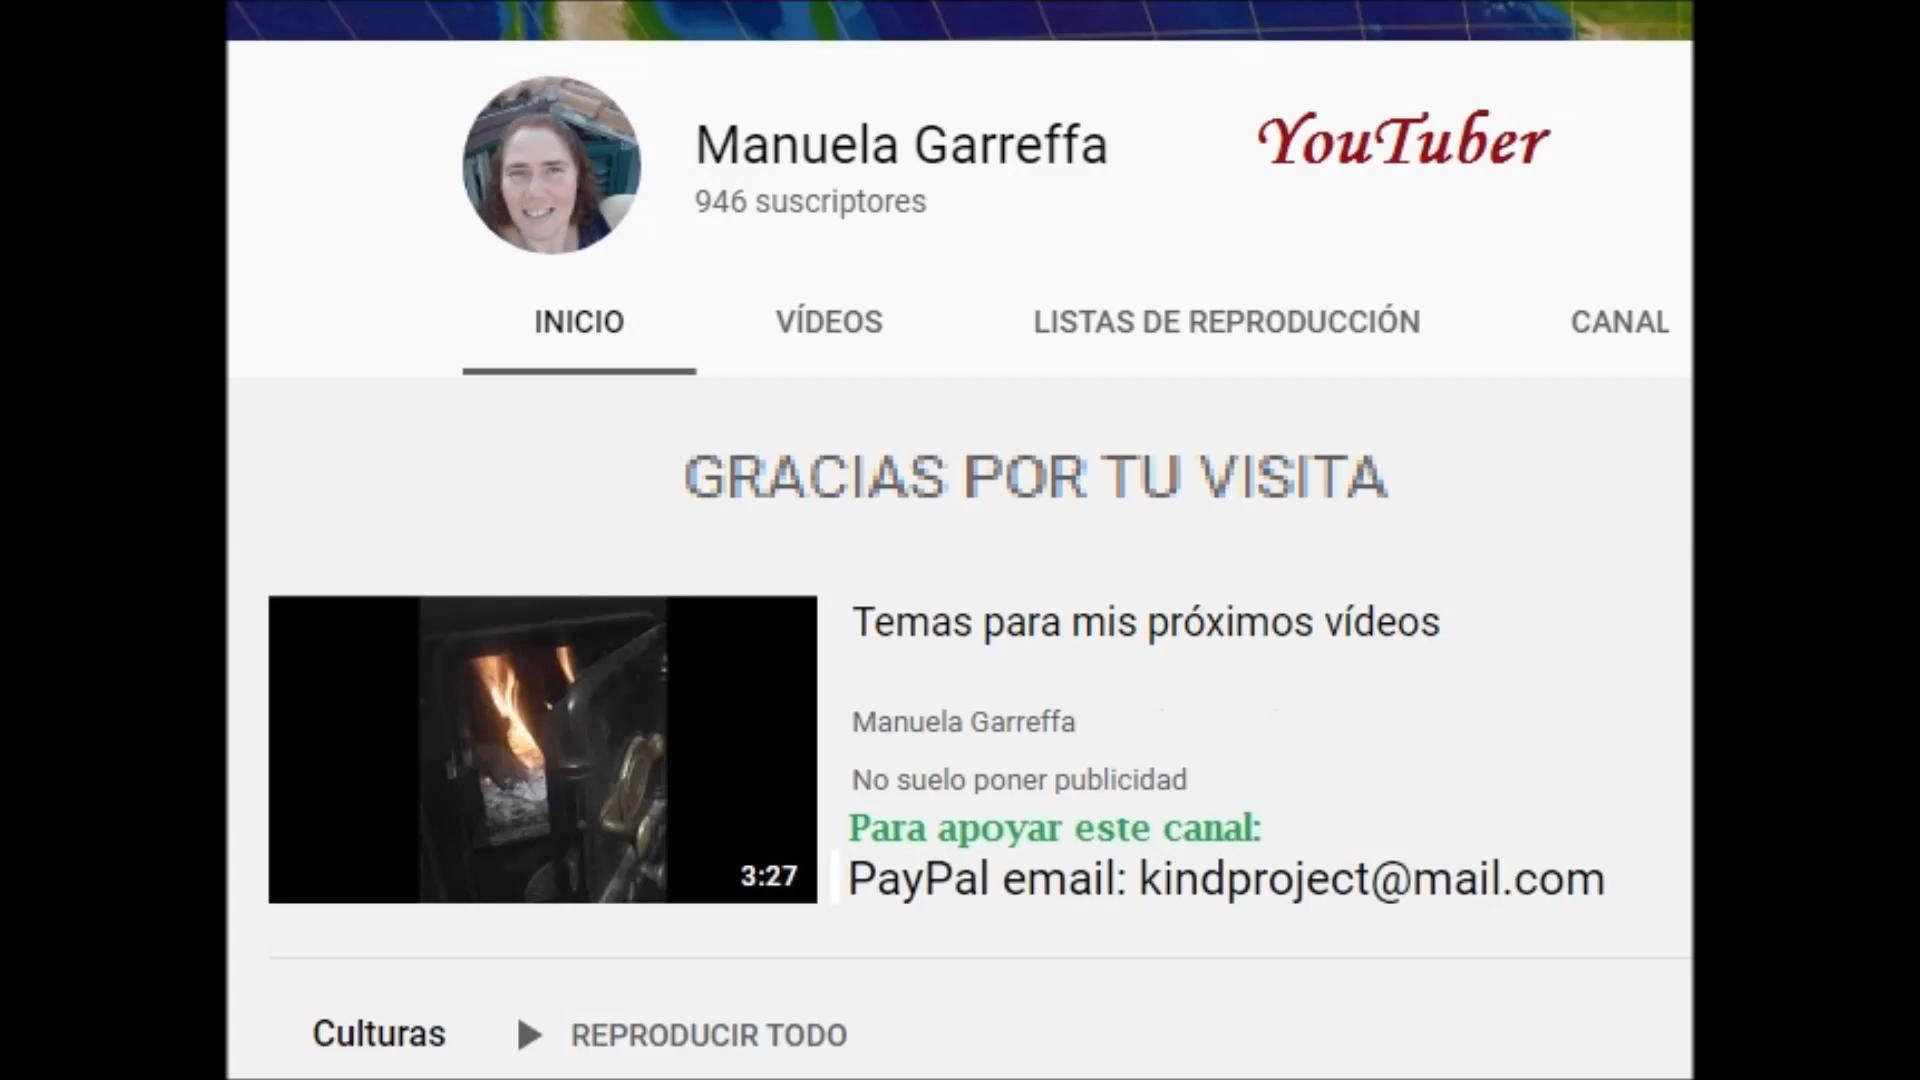 Manuela Garreffa
YouTuber
946 suscriptores
INICIO
VÍDEOS
LISTAS DE REPRODUCCIÓN
CANAL
GRACIAS POR TU VISITA
Temas para mis próximos vídeos
Manuela Garreffa
No suelo poner publicidad
Para apoyar este canal:
3:27
PayPal email: kindproject@mail.com
Culturas
REPRODUCIR TODO